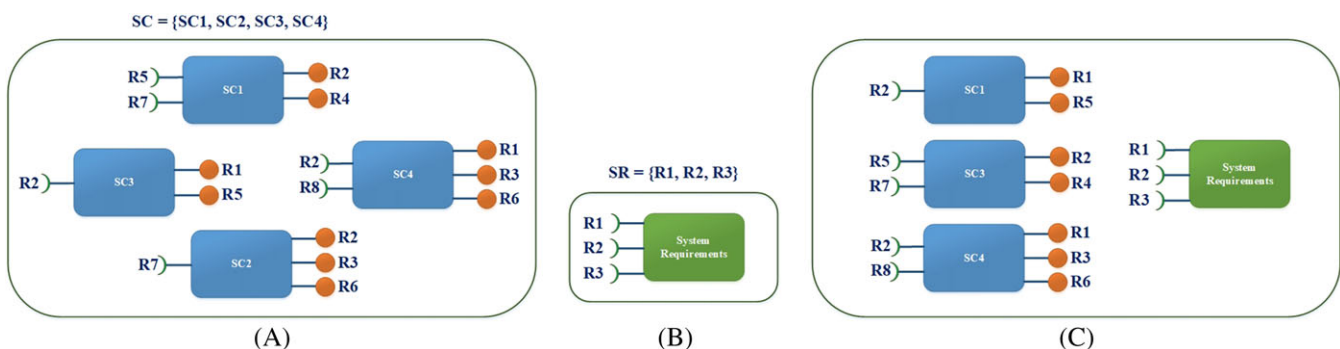 SC = {SC1, SC2, SC3, SC4}
R5
R7
SC1
R2
R4
R2
SC3
R1
R5
R2
R8
SC4
R1
R3
R6
R7
SC2
R2
R3
R6
(A)
SR = {R1, R2, R3}
R1
R2
R3
System
Requirements
(B)
R2
SC1
R1
R5
R5
R7
SC3
R2
R4
R2
R8
SC4
R1
R3
R6
R1
R2
R3
System
Requirements
(C)